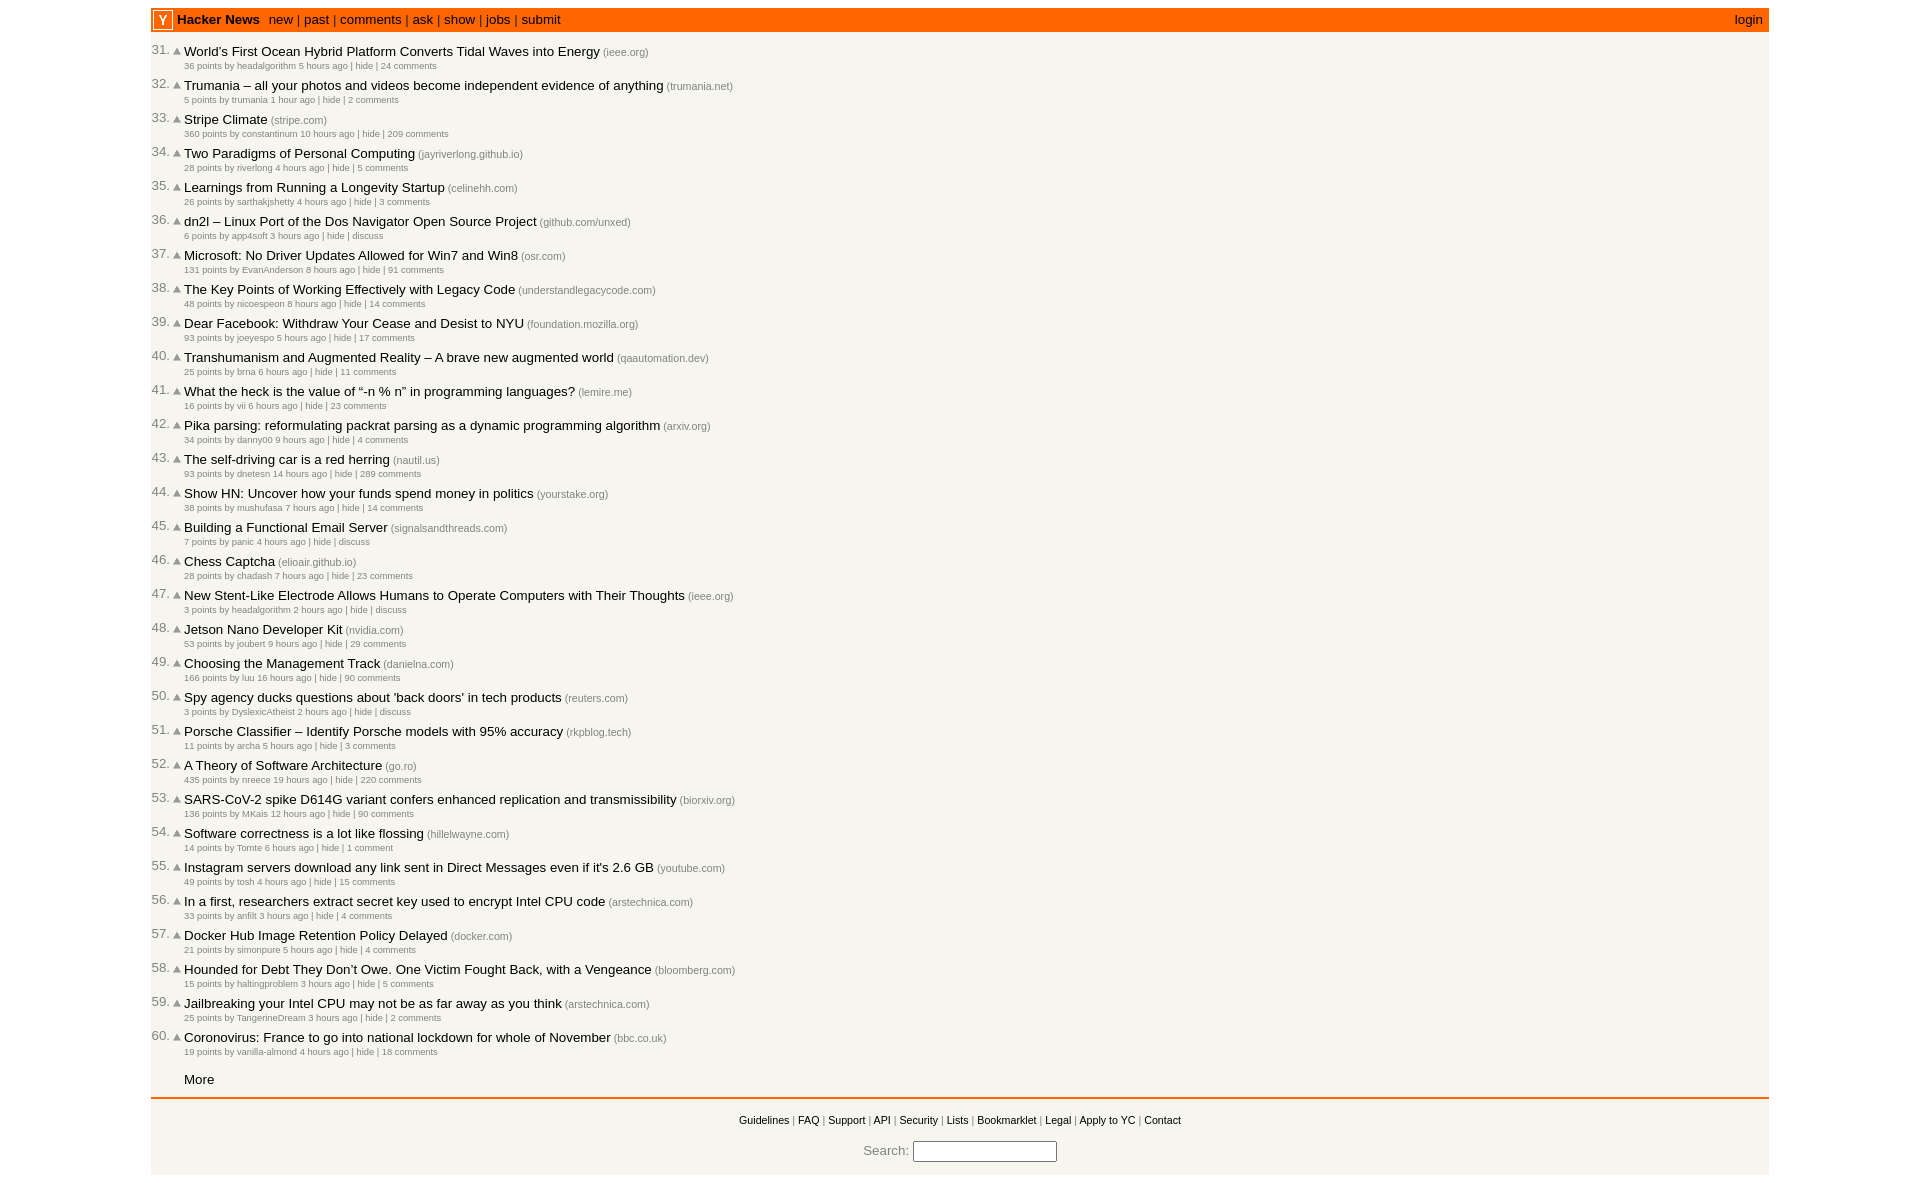 Y Hacker News new | past | comments | ask | show | jobs | submit login
31. World’s First Ocean Hybrid Platform Converts Tidal Waves into Energy (ieee.org)
36 points by headalgorithm 5 hours ago | hide | 24 comments
32. Trumania – all your photos and videos become independent evidence of anything (trumania.net)
5 points by trumania 1 hour ago | hide | 2 comments
33. Stripe Climate (stripe.com)
360 points by constantinum 10 hours ago | hide | 209 comments
34. Two Paradigms of Personal Computing (jayriverlong.github.io)
28 points by riverlong 4 hours ago | hide | 5 comments
35. Learnings from Running a Longevity Startup (celinehh.com)
26 points by sarthakjshetty 4 hours ago | hide | 3 comments
36. dn2l – Linux Port of the Dos Navigator Open Source Project (github.com/unxed)
6 points by app4soft 3 hours ago | hide | discuss
37. Microsoft: No Driver Updates Allowed for Win7 and Win8 (osr.com)
131 points by EvanAnderson 8 hours ago | hide | 91 comments
38. The Key Points of Working Effectively with Legacy Code (understandlegacycode.com)
48 points by nicoespeon 8 hours ago | hide | 14 comments
39. Dear Facebook: Withdraw Your Cease and Desist to NYU (foundation.mozilla.org)
93 points by joeyespo 5 hours ago | hide | 17 comments
40. Transhumanism and Augmented Reality – A brave new augmented world (qaautomation.dev)
25 points by brna 6 hours ago | hide | 11 comments
41. What the heck is the value of “-n % n” in programming languages? (lemire.me)
16 points by vii 6 hours ago | hide | 23 comments
42. Pika parsing: reformulating packrat parsing as a dynamic programming algorithm (arxiv.org)
34 points by danny00 9 hours ago | hide | 4 comments
43. The self-driving car is a red herring (nautil.us)
93 points by dnetesn 14 hours ago | hide | 289 comments
44. Show HN: Uncover how your funds spend money in politics (yourstake.org)
38 points by mushufasa 7 hours ago | hide | 14 comments
45. Building a Functional Email Server (signalsandthreads.com)
7 points by panic 4 hours ago | hide | discuss
46. Chess Captcha (elioair.github.io)
28 points by chadash 7 hours ago | hide | 23 comments
47. New Stent-Like Electrode Allows Humans to Operate Computers with Their Thoughts (ieee.org)
3 points by headalgorithm 2 hours ago | hide | discuss
48. Jetson Nano Developer Kit (nvidia.com)
53 points by joubert 9 hours ago | hide | 29 comments
49. Choosing the Management Track (danielna.com)
166 points by luu 16 hours ago | hide | 90 comments
50. Spy agency ducks questions about 'back doors' in tech products (reuters.com)
3 points by DyslexicAtheist 2 hours ago | hide | discuss
51. Porsche Classifier – Identify Porsche models with 95% accuracy (rkpblog.tech)
11 points by archa 5 hours ago | hide | 3 comments
52. A Theory of Software Architecture (go.ro)
435 points by nreece 19 hours ago | hide | 220 comments
53. SARS-CoV-2 spike D614G variant confers enhanced replication and transmissibility (biorxiv.org)
136 points by MKais 12 hours ago | hide | 90 comments
54. Software correctness is a lot like flossing (hillelwayne.com)
14 points by Tomte 6 hours ago | hide | 1 comment
55. Instagram servers download any link sent in Direct Messages even if it's 2.6 GB (youtube.com)
49 points by tosh 4 hours ago | hide | 15 comments
56. In a first, researchers extract secret key used to encrypt Intel CPU code (arstechnica.com)
33 points by anfilt 3 hours ago | hide | 4 comments
57. Docker Hub Image Retention Policy Delayed (docker.com)
21 points by simonpure 5 hours ago | hide | 4 comments
58. Hounded for Debt They Don’t Owe. One Victim Fought Back, with a Vengeance (bloomberg.com)
15 points by haltingproblem 3 hours ago | hide | 5 comments
59. Jailbreaking your Intel CPU may not be as far away as you think (arstechnica.com)
25 points by TangerineDream 3 hours ago | hide | 2 comments
60. Coronovirus: France to go into national lockdown for whole of November (bbc.co.uk)
19 points by vanilla-almond 4 hours ago | hide | 18 comments
More
Guidelines | FAQ | Support | API | Security | Lists | Bookmarklet | Legal | Apply to YC | Contact
Search: